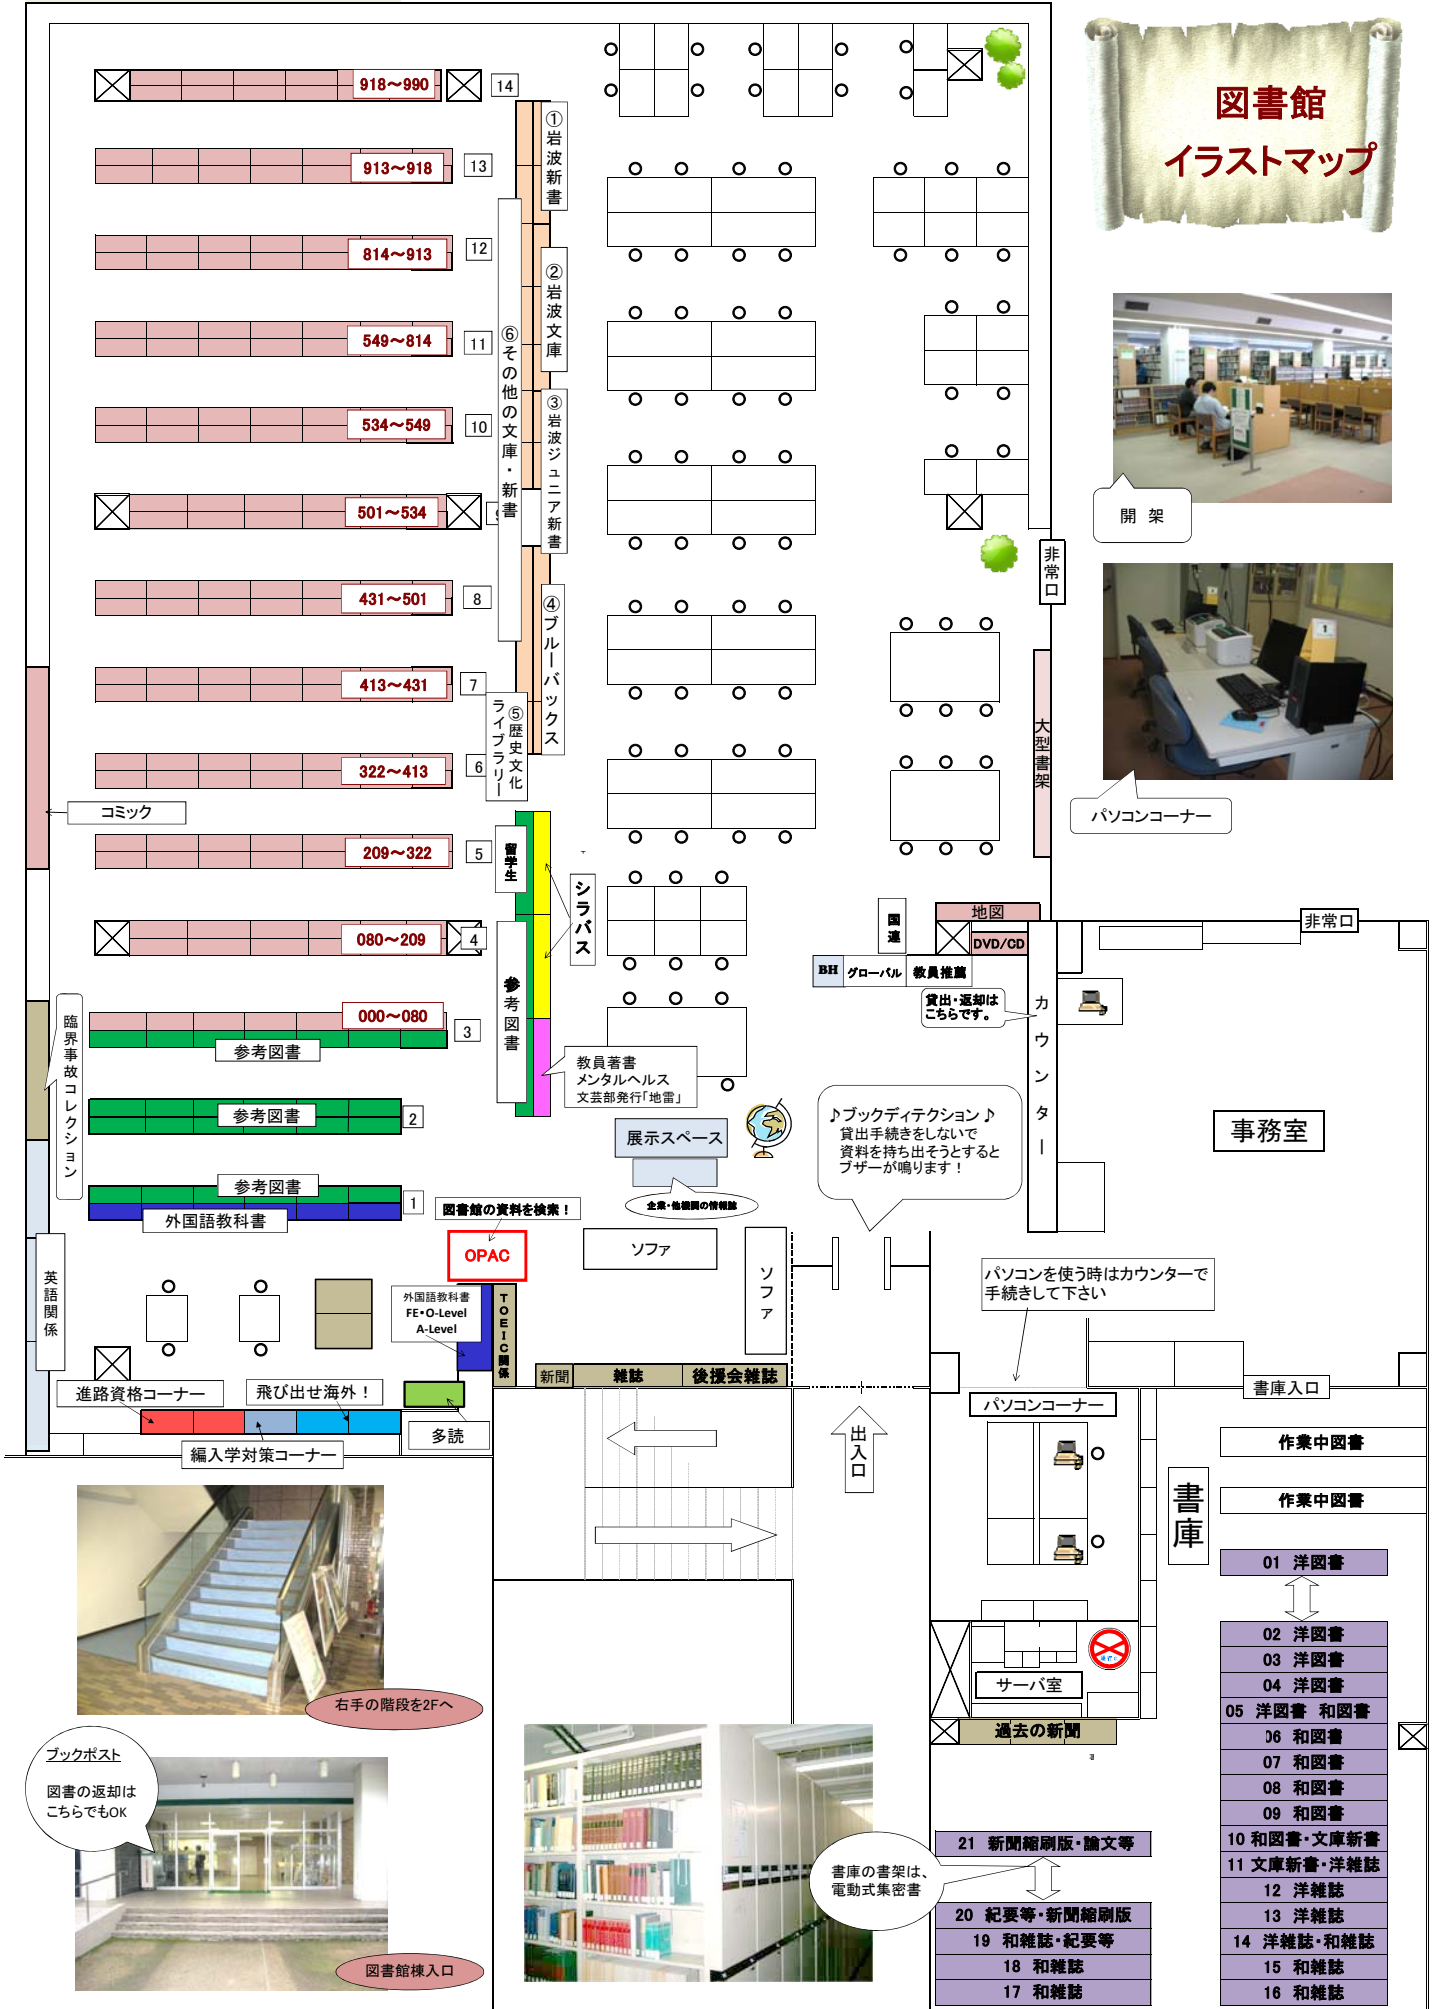 図書館
イラストマップ
918～990
14
913～918
13
814～913
12
549～814
11
534～549
10
501～534
431～501
8
413～431
7
322～413
6
209～322
5
080～209
4
000～080
3
参考図書
参考図書
2
参考図書
1
外国語教科書
①岩波新書
②岩波文庫
③岩波ジュニア新書
④ブルーバックス
⑤歴史文化
ライブラリー
⑥その他の文庫・新書
コミック
留学生
シラバス
参考図書
臨界事故コレクション
英語関係
教員著書
メンタルヘルス
文芸部発行「地雷」
展示スペース
企業・他機関の情報誌
図書館の資料を検索！
OPAC
外国語教科書
FE・O-Level
A-Level
TOEIC関係
ソファ
ソファ
新聞
雑誌
後援会雑誌
進路資格コーナー
飛び出せ海外！
編入学対策コーナー
多読
開 架
パソコンコーナー
非常口
大型書架
国連
地図
DVD/CD
BH
グローバル
教員推薦
貸出・返却は
こちらです。
カウンター
非常口
事務室
♪ブックディテクション♪
貸出手続きをしないで
資料を持ち出そうとすると
ブザーが鳴ります！
パソコンを使う時はカウンターで
手続きして下さい
出入口
パソコンコーナー
書庫入口
作業中図書
作業中図書
書庫
サーバ室
過去の新聞
01 洋図書
02 洋図書
03 洋図書
04 洋図書
05 洋図書 和図書
06 和図書
07 和図書
08 和図書
09 和図書
10 和図書・文庫新書
11 文庫新書・洋雑誌
12 洋雑誌
13 洋雑誌
14 洋雑誌・和雑誌
15 和雑誌
16 和雑誌
21 新聞縮刷版・論文等
20 紀要等・新聞縮刷版
19 和雑誌・紀要等
18 和雑誌
17 和雑誌
書庫の書架は、
電動式集密書
右手の階段を2Fへ
ブックポスト
図書の返却は
こちらでもOK
図書館棟入口